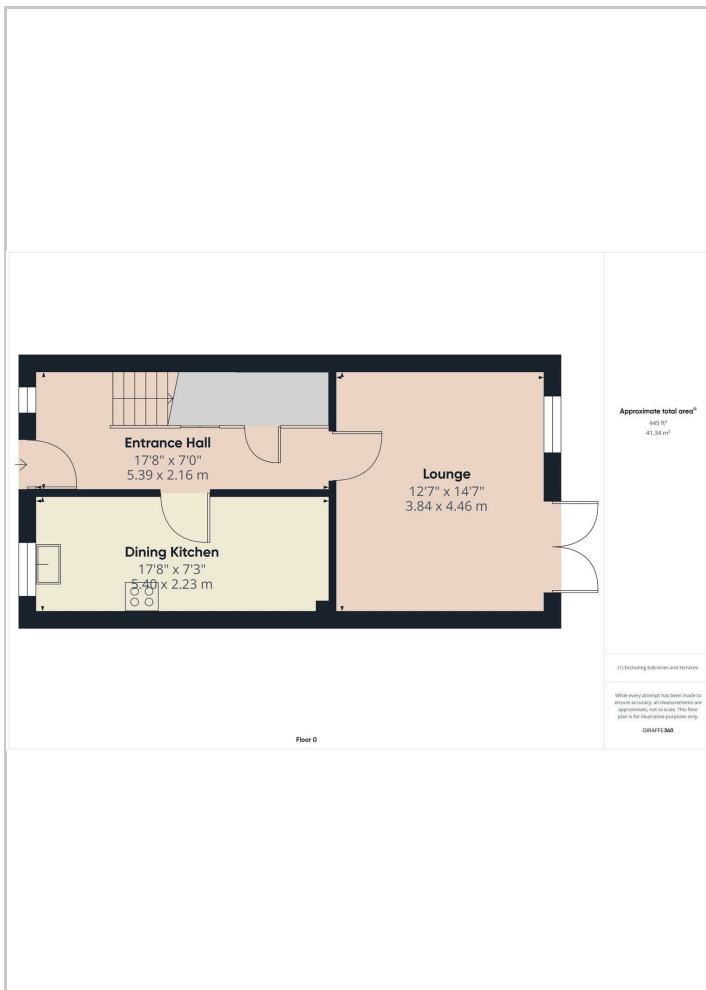 Entrance Hall
17'8" x 7'0"
5.39 x 2.16 m
Lounge
12'7" x 14'7"
3.84 x 4.46 m
Dining Kitchen
17'8" x 7'3"
5.40 x 2.23 m
Floor 0
Approximate total area⁽¹⁾
445 ft²
41.34 m²
(1) Excluding balconies and terraces
While every attempt has been made to
ensure accuracy, all measurements are
approximate, not to scale. This floor
plan is for illustrative purposes only.
GIRAFFE360